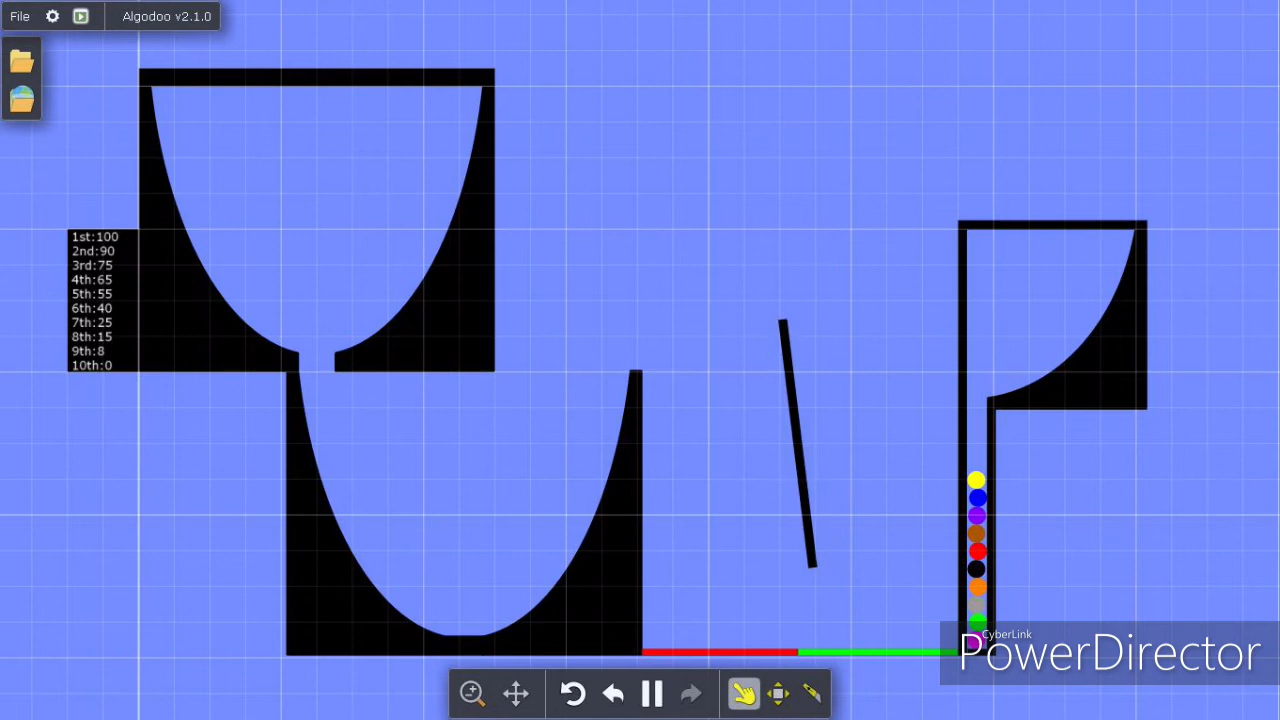 File
Algodoo v2.1.0
1st:100
2nd:90
3rd:75
4th:65
5th:55
6th:40
7th:25
8th:15
9th:8
10th:0
CyberLink
PowerDirector